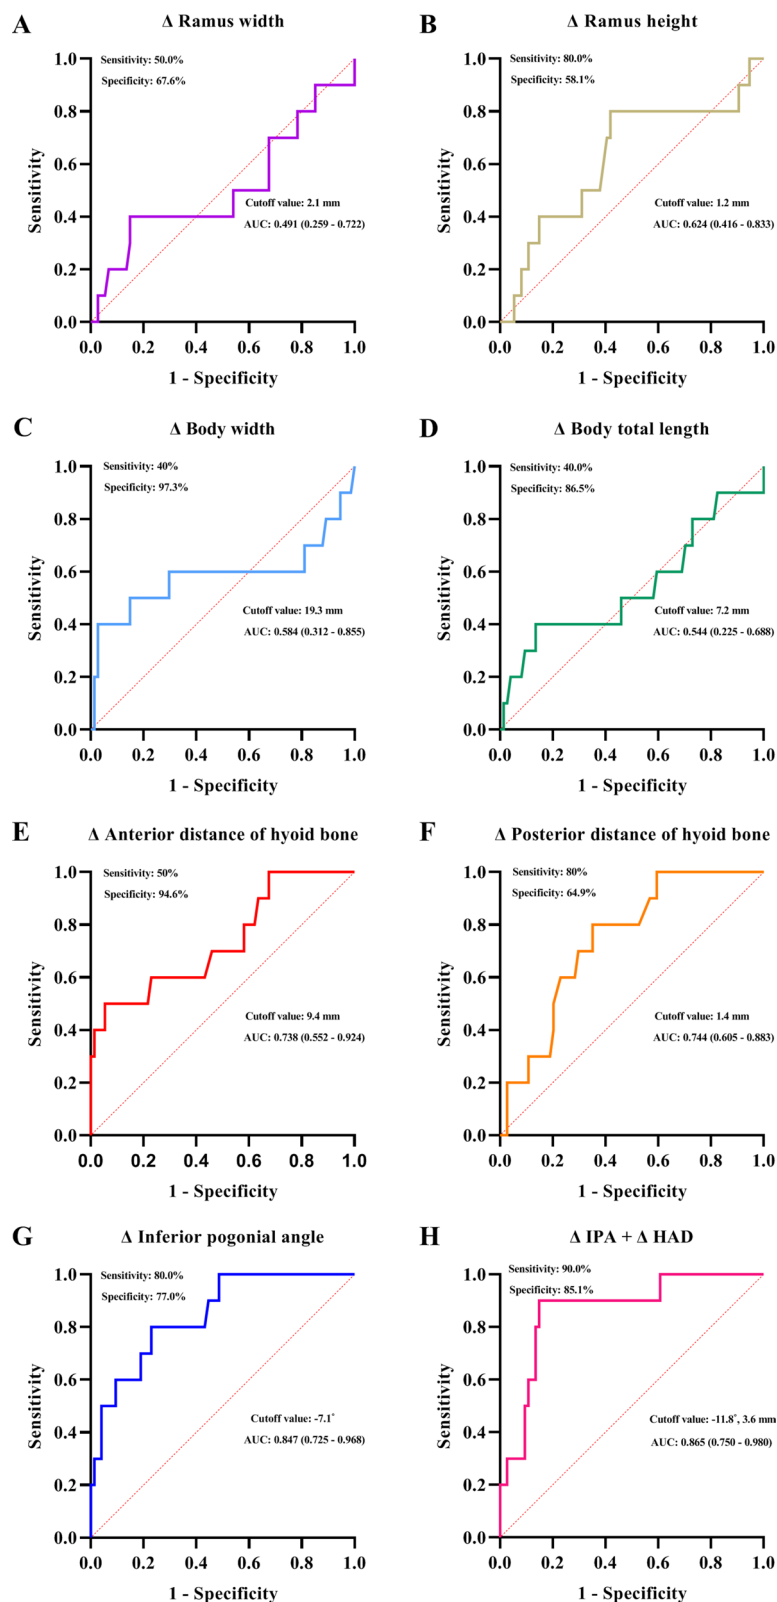 A
Δ Ramus width
Sensitivity: 50.0%
Specificity: 67.6%
Cutoff value: 2.1 mm
AUC: 0.491 (0.259 - 0.722)
Sensitivity
1.0
0.8
0.6
0.4
0.2
0.0
0.0 0.2 0.4 0.6 0.8 1.0
1 - Specificity
B
Δ Ramus height
Sensitivity: 80.0%
Specificity: 58.1%
Cutoff value: 1.2 mm
AUC: 0.624 (0.416 - 0.833)
Sensitivity
1.0
0.8
0.6
0.4
0.2
0.0
0.0 0.2 0.4 0.6 0.8 1.0
1 - Specificity
C
Δ Body width
Sensitivity: 40%
Specificity: 97.3%
Cutoff value: 19.3 mm
AUC: 0.584 (0.312 - 0.855)
Sensitivity
1.0
0.8
0.6
0.4
0.2
0.0
0.0 0.2 0.4 0.6 0.8 1.0
1 - Specificity
D
Δ Body total length
Sensitivity: 40.0%
Specificity: 86.5%
Cutoff value: 7.2 mm
AUC: 0.544 (0.225 - 0.688)
Sensitivity
1.0
0.8
0.6
0.4
0.2
0.0
0.0 0.2 0.4 0.6 0.8 1.0
1 - Specificity
E
Δ Anterior distance of hyoid bone
Sensitivity: 50%
Specificity: 94.6%
Cutoff value: 9.4 mm
AUC: 0.738 (0.552 - 0.924)
Sensitivity
1.0
0.8
0.6
0.4
0.2
0.0
0.0 0.2 0.4 0.6 0.8 1.0
1 - Specificity
F
Δ Posterior distance of hyoid bone
Sensitivity: 80%
Specificity: 64.9%
Cutoff value: 1.4 mm
AUC: 0.744 (0.605 - 0.883)
Sensitivity
1.0
0.8
0.6
0.4
0.2
0.0
0.0 0.2 0.4 0.6 0.8 1.0
1 - Specificity
G
Δ Inferior pogonial angle
Sensitivity: 80.0%
Specificity: 77.0%
Cutoff value: -7.1°
AUC: 0.847 (0.725 - 0.968)
Sensitivity
1.0
0.8
0.6
0.4
0.2
0.0
0.0 0.2 0.4 0.6 0.8 1.0
1 - Specificity
H
Δ IPA + Δ HAD
Sensitivity: 90.0%
Specificity: 85.1%
Cutoff value: -11.8°, 3.6 mm
AUC: 0.865 (0.750 - 0.980)
Sensitivity
1.0
0.8
0.6
0.4
0.2
0.0
0.0 0.2 0.4 0.6 0.8 1.0
1 - Specificity